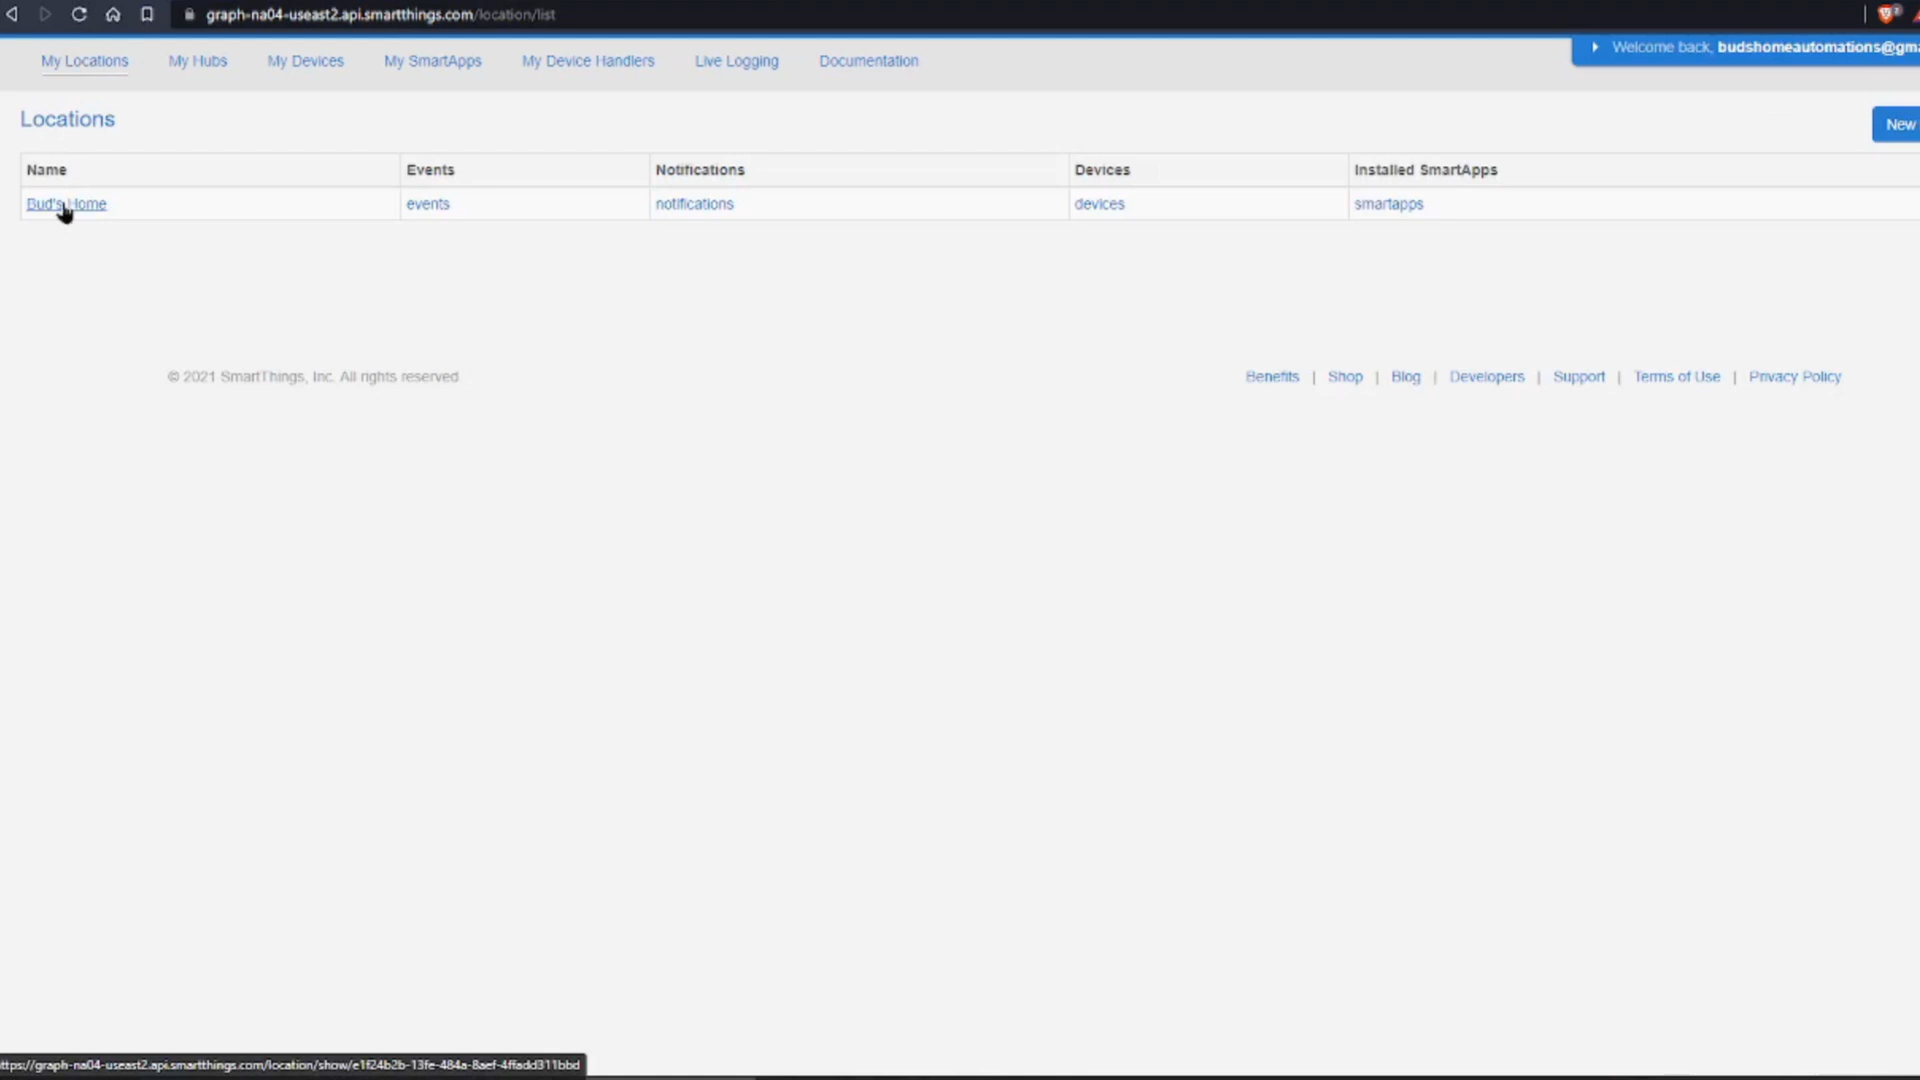 graph-na04-useast2.api.smartthings.com/location/list
My Locations My Hubs My Devices My SmartApps My Device Handlers Live Logging Documentation
Welcome back, budshomeautomations@gma
Locations
New
Name Events Notifications Devices Installed SmartApps
Bud's Home events notifications devices smartapps
© 2021 SmartThings, Inc. All rights reserved
Benefits | Shop | Blog | Developers | Support | Terms of Use | Privacy Policy
ttps://graph-na04-useast2.api.smartthings.com/location/show/e1f24b2b-13fe-484a-8aef-4ffadd311bbd